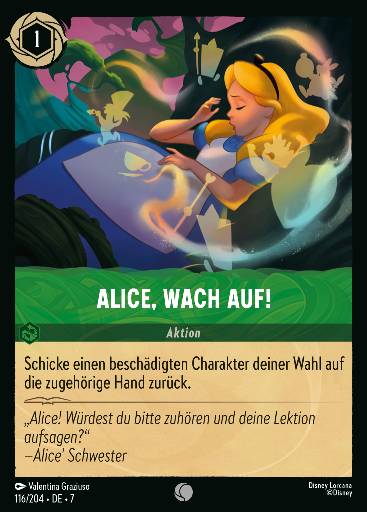 1
ALICE, WACH AUF!
Aktion
Schicke einen beschädigten Charakter deiner Wahl auf
die zugehörige Hand zurück.
„Alice! Würdest du bitte zuhören und deine Lektion
aufsagen?“
–Alice’ Schwester
Valentina Graziuso
Disney Lorcana
116/204 • DE • 7
©Disney